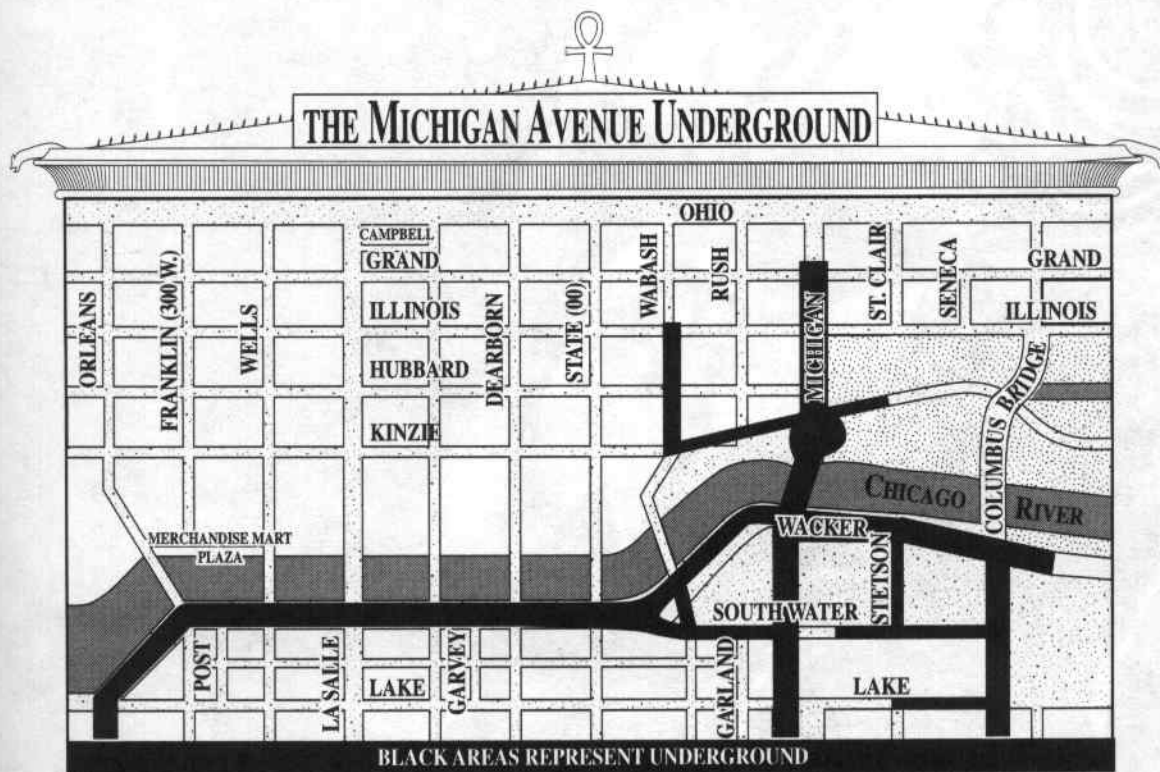 THE MICHIGAN AVENUE UNDERGROUND
OHIO
CAMPBELL
GRAND
GRAND
ORLEANS
FRANKLIN (300 W.)
WELLS
ILLINOIS
DEARBORN
STATE (00)
WABASH
RUSH
MICHIGAN
ST. CLAIR
SENECA
ILLINOIS
HUBBARD
KINZIE
COLUMBUS BRIDGE
CHICAGO RIVER
MERCHANDISE MART
PLAZA
WACKER
STETSON
SOUTH WATER
POST
LA SALLE
LAKE
GARVEY
GARLAND
LAKE
BLACK AREAS REPRESENT UNDERGROUND